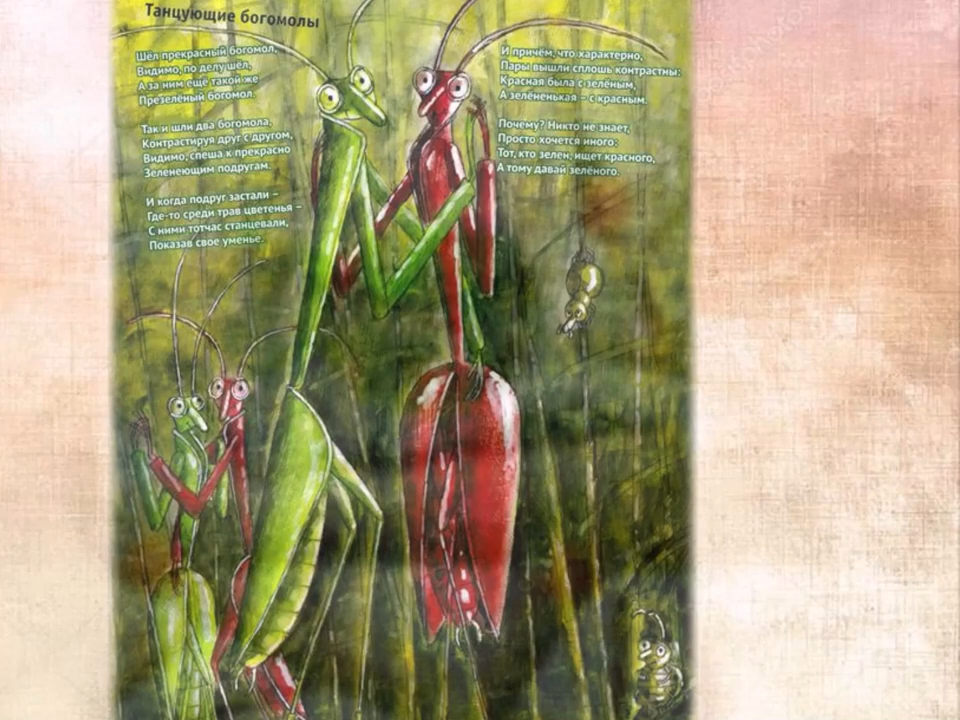 Танцующие богомолы
Шёл прекрасный богомол,
Видимо, по делу шёл,
А за ним ещё такой же
Презелёный богомол.
Так и шли два богомола,
Контрастируя друг с другом,
Видимо, спеша к прекрасно
Зеленеющим подругам.
И когда подруг застали –
Где-то среди трав цветенья –
С ними тотчас станцевали,
Показав свое уменье.
И причём, что характерно,
Пары вышли сплошь контрастны:
Красная была с зелёным,
А зелёненькая – с красным.
Почему? Никто не знает,
Просто хочется иного:
Тот, кто зелен, ищет красного,
А тому давай зелёного.